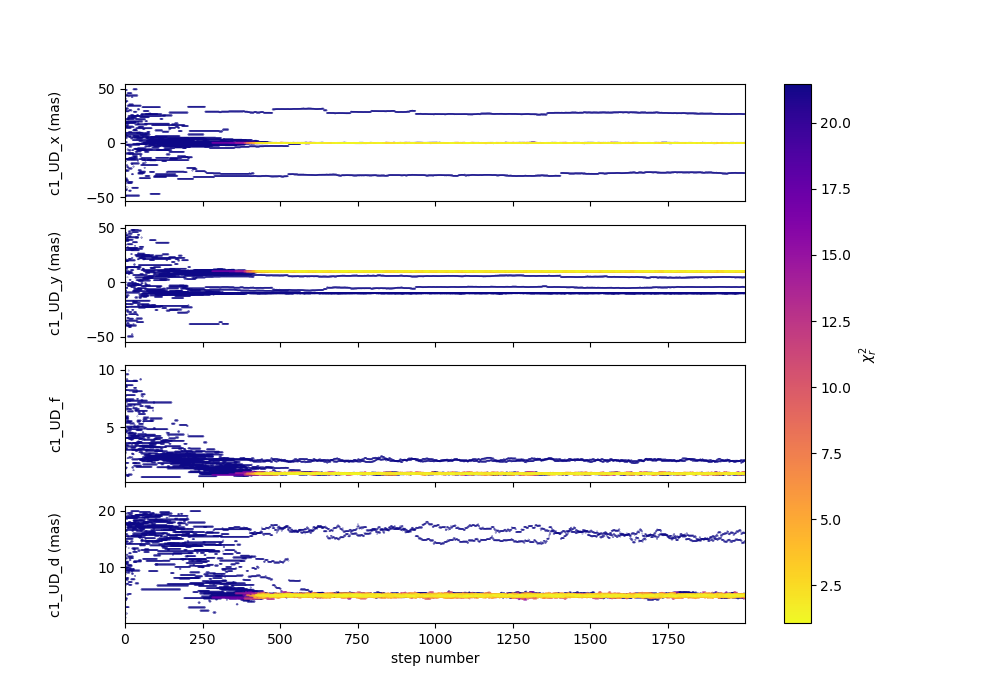 c1_UD_x (mas)
50
0
−50
c1_UD_y (mas)
50
0
−50
c1_UD_f
10
5
c1_UD_d (mas)
20
10
0 250 500 750 1000 1250 1500 1750
step number
20.0
17.5
15.0
12.5
10.0
7.5
5.0
2.5
χ²ᵣ